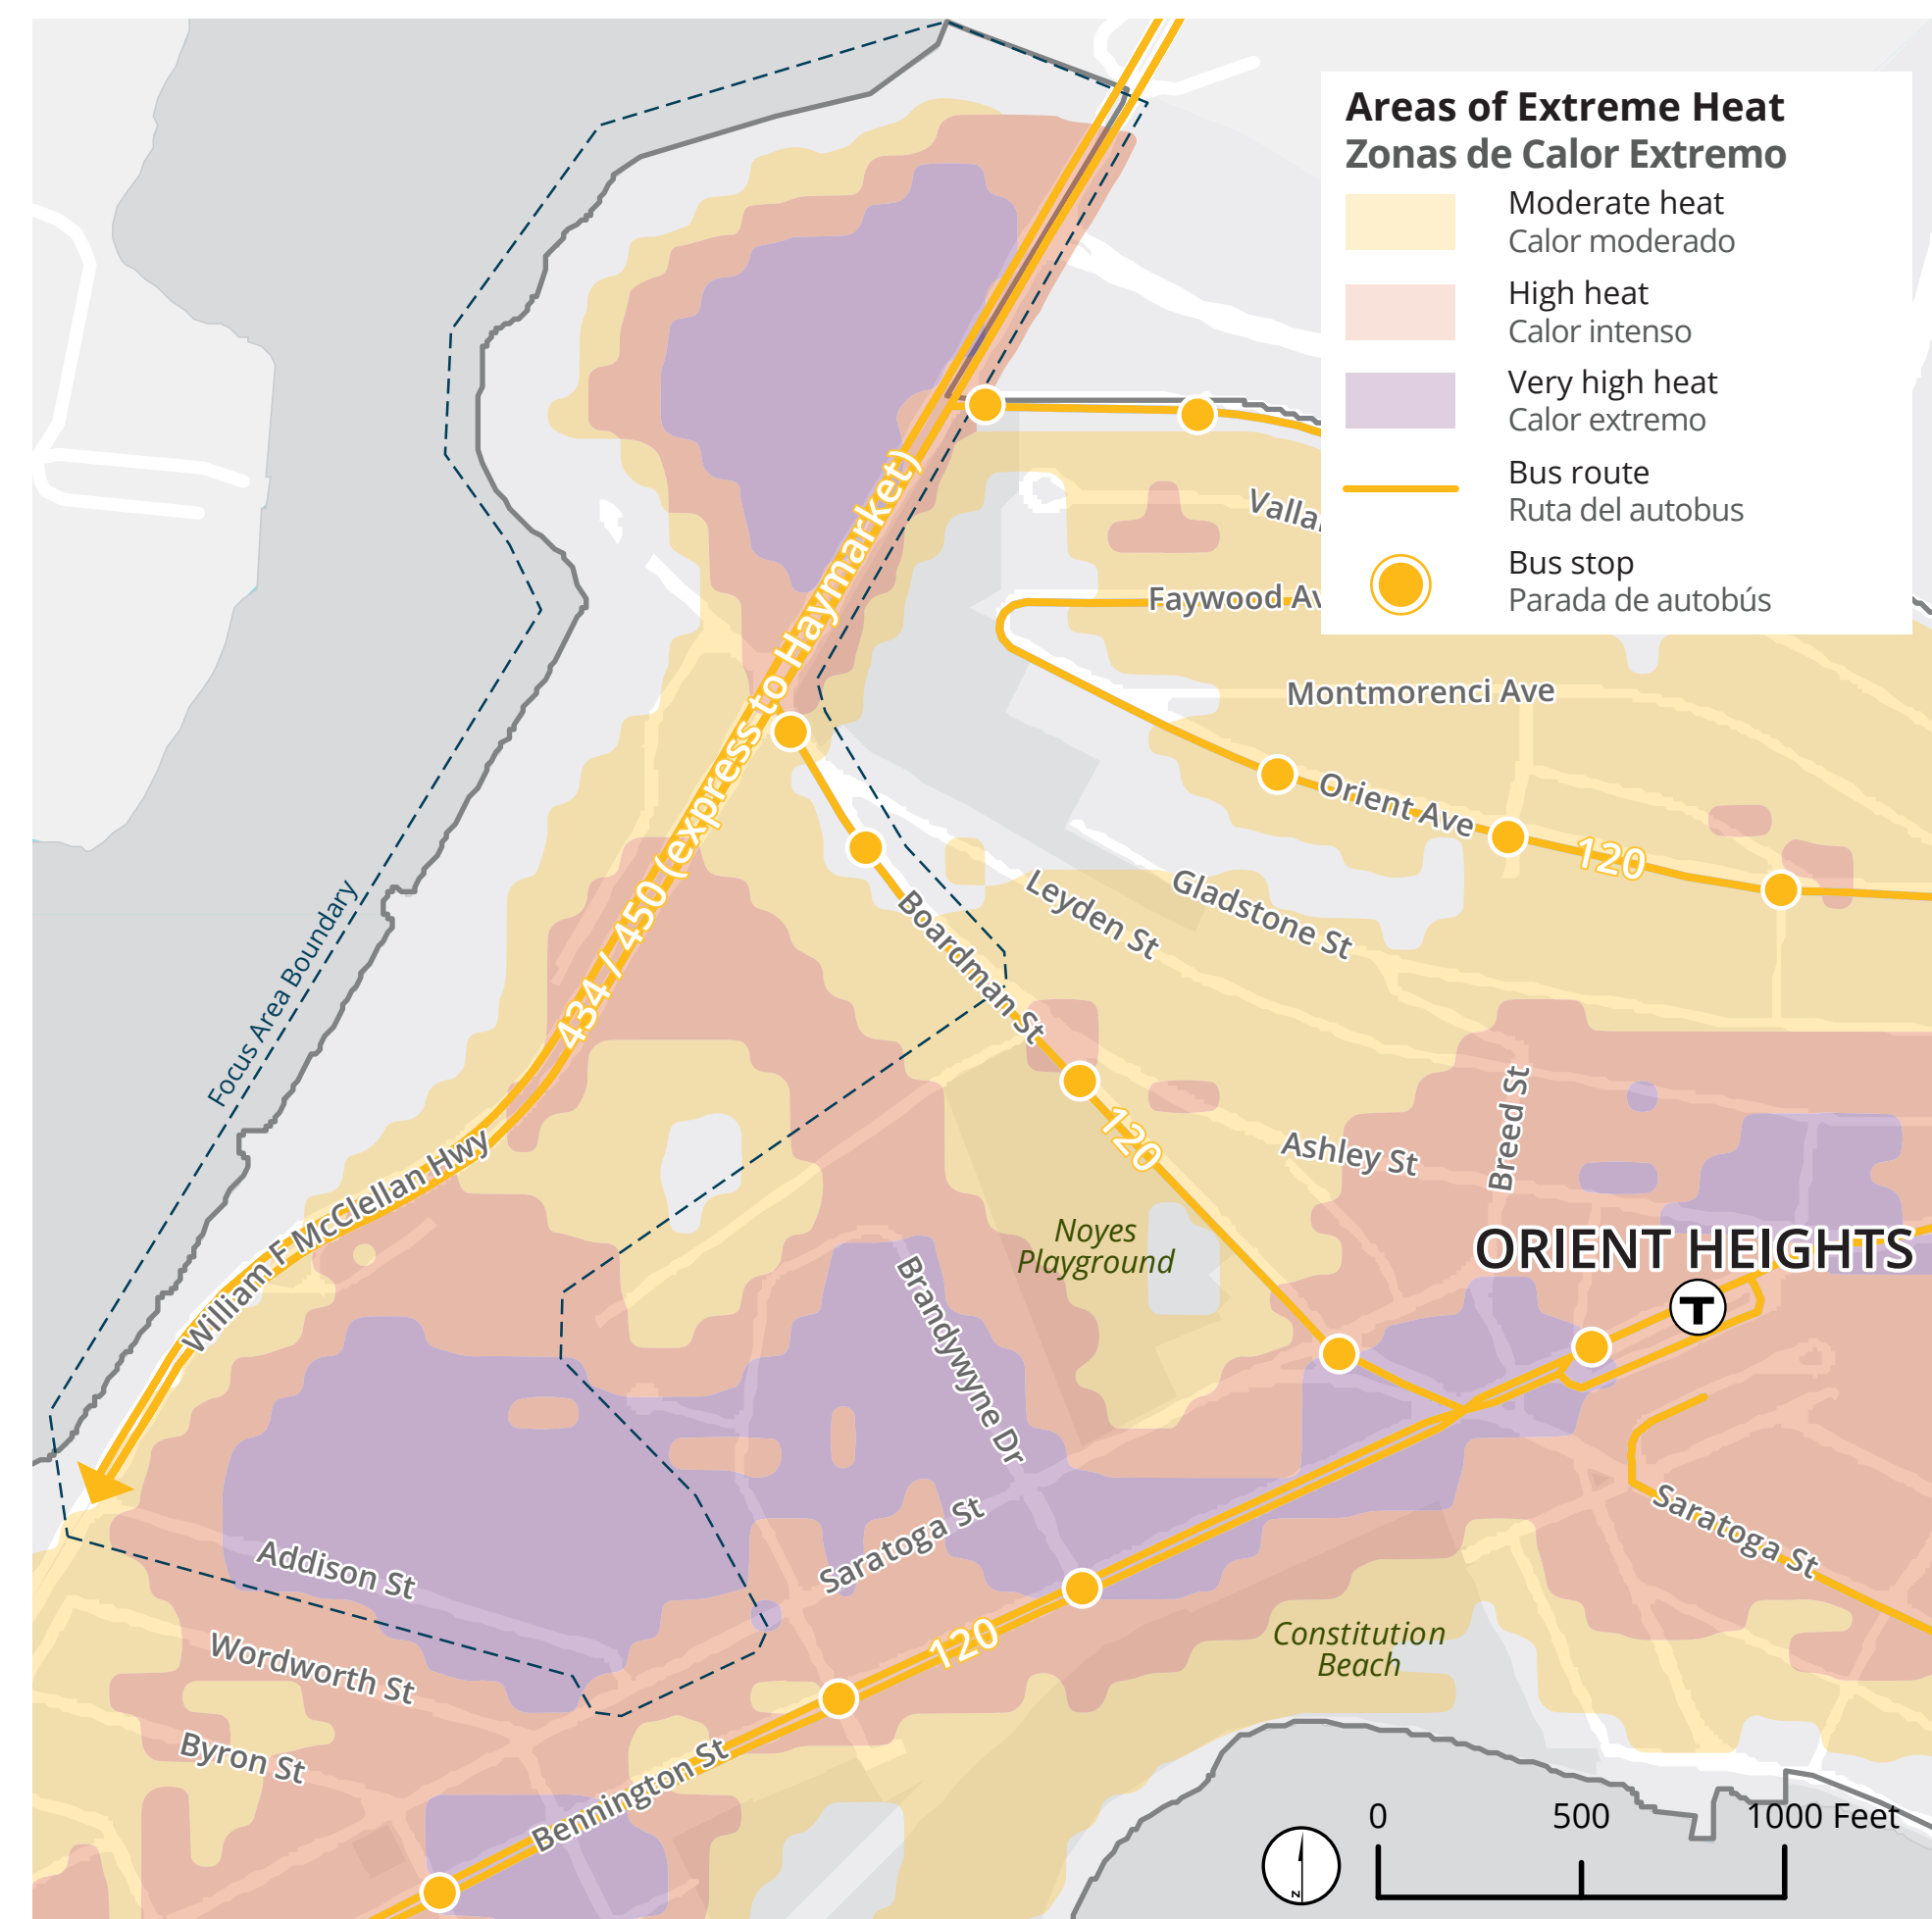 Areas of Extreme Heat
Zonas de Calor Extremo
Moderate heat
Calor moderado
High heat
Calor intenso
Very high heat
Calor extremo
Bus route
Ruta del autobus
Bus stop
Parada de autobús
Faywood
Montmorenci Ave
Orient Ave
120
434 / 450 (express to Haymarket)
Leyden St
Gladstone St
Boardman St
Focus Area Boundary
120
Breed St
Ashley St
William F McClellan Hwy
Noyes
Playground
ORIENT HEIGHTS
T
Brandywyne Dr
Saratoga St
Saratoga St
Addison St
120
Constitution
Beach
Wordworth St
Byron St
Bennington St
0
500
1000 Feet
N